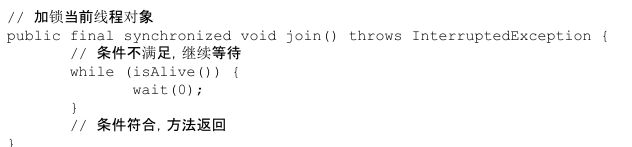 // 加锁当前线程对象
public final synchronized void join() throws InterruptedException {
// 条件不满足, 继续等待
while (isAlive()) {
wait(0);
}
// 条件符合, 方法返回
}